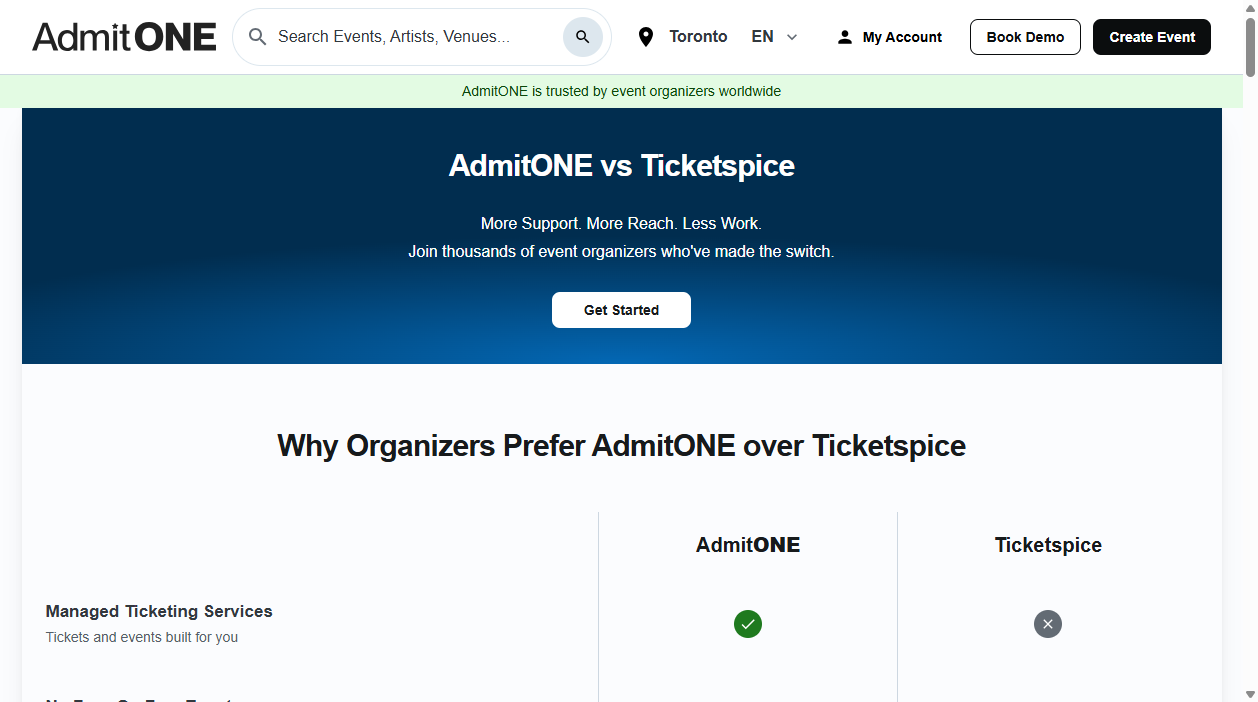 AdmitONE
Search Events, Artists, Venues...
Toronto
EN
My Account
Book Demo
Create Event
AdmitONE is trusted by event organizers worldwide
AdmitONE vs Ticketspice
More Support. More Reach. Less Work.
Join thousands of event organizers who've made the switch.
Get Started
Why Organizers Prefer AdmitONE over Ticketspice
AdmitONE
Ticketspice
Managed Ticketing Services
Tickets and events built for you